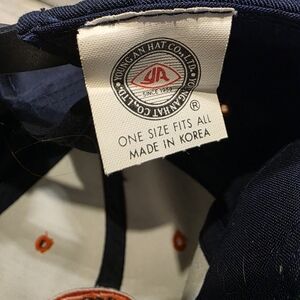 YOUNGAN HAT CO., LTD. • YOUNGAN HAT CO., LTD. •
YA
SINCE 1959
®
ONE SIZE FITS ALL
MADE IN KOREA